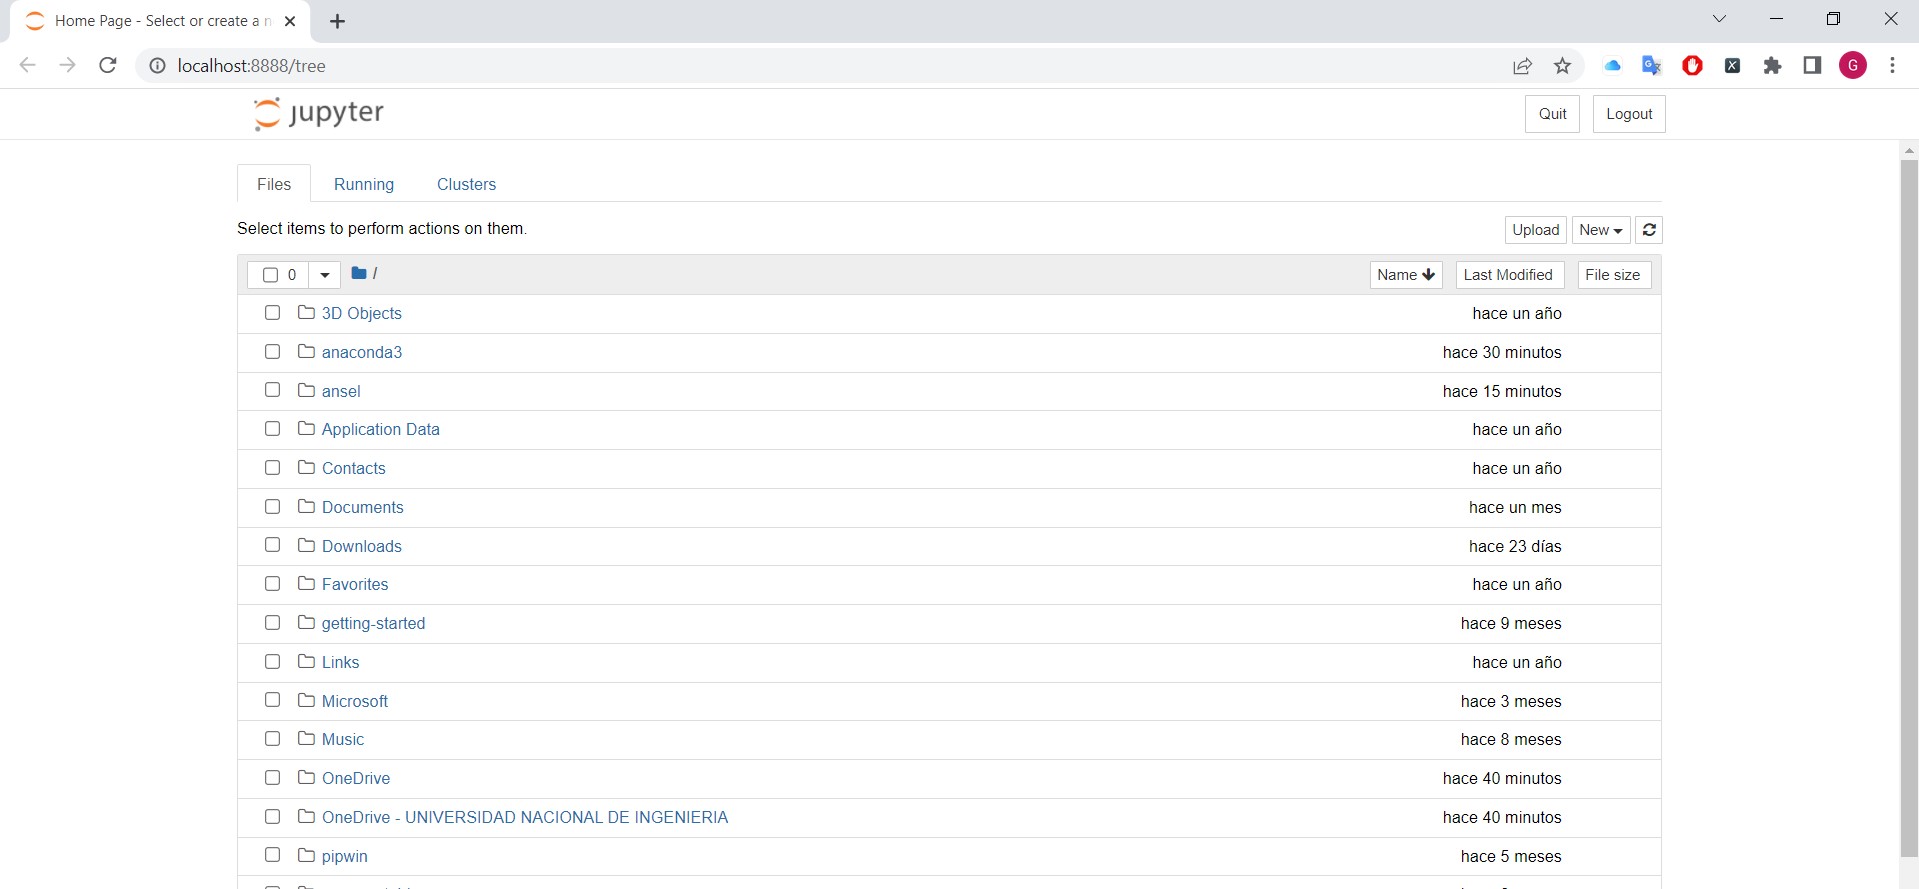 Home Page - Select or create a n
localhost:8888/tree
G
jupyter
Quit
Logout
Files
Running
Clusters
Select items to perform actions on them.
Upload
New
0
/
Name
Last Modified
File size
3D Objects hace un año
anaconda3 hace 30 minutos
ansel hace 15 minutos
Application Data hace un año
Contacts hace un año
Documents hace un mes
Downloads hace 23 días
Favorites hace un año
getting-started hace 9 meses
Links hace un año
Microsoft hace 3 meses
Music hace 8 meses
OneDrive hace 40 minutos
OneDrive - UNIVERSIDAD NACIONAL DE INGENIERIA hace 40 minutos
pipwin hace 5 meses